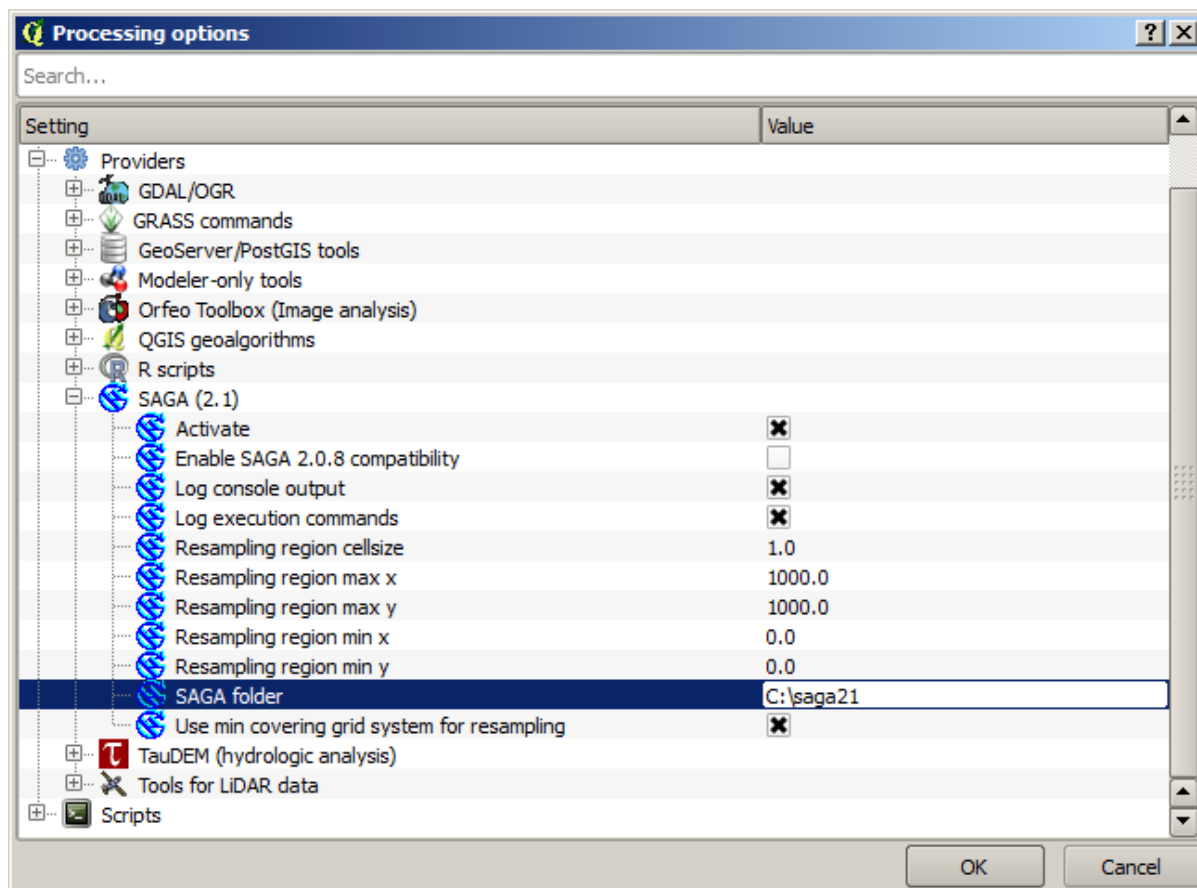 Processing options
Search...
Setting Value
Providers
GDAL/OGR
GRASS commands
GeoServer/PostGIS tools
Modeler-only tools
Orfeo Toolbox (Image analysis)
QGIS geoalgorithms
R scripts
SAGA (2.1)
Activate
Enable SAGA 2.0.8 compatibility
Log console output
Log execution commands
Resampling region cellsize 1.0
Resampling region max x 1000.0
Resampling region max y 1000.0
Resampling region min x 0.0
Resampling region min y 0.0
SAGA folder C:\saga21
Use min covering grid system for resampling
TauDEM (hydrologic analysis)
Tools for LiDAR data
Scripts
OK Cancel